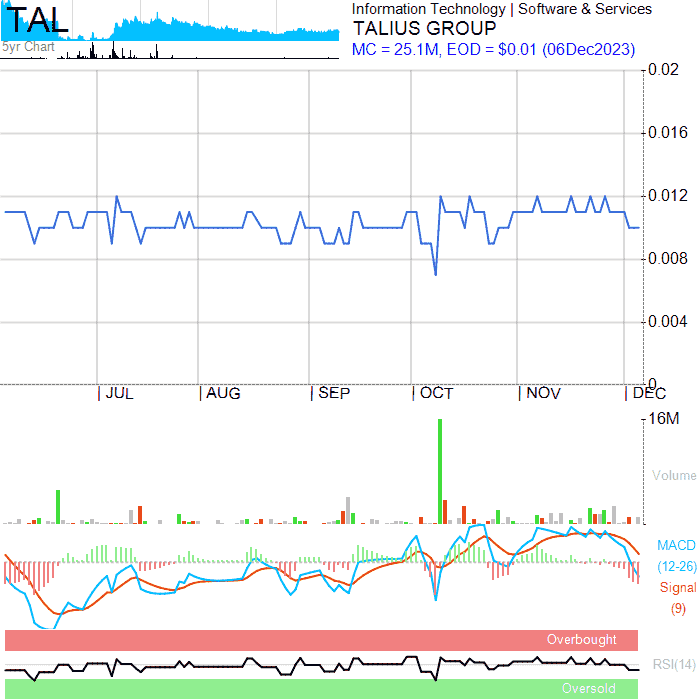 TAL
5yr Chart
Information Technology | Software & Services
TALIUS GROUP
MC = 25.1M, EOD = $0.01 (06Dec2023)
0.02
0.016
0.012
0.008
0.004
0
JUL AUG SEP OCT NOV DEC
16M
Volume
MACD
(12-26)
Signal
(9)
Overbought
RSI(14)
Oversold